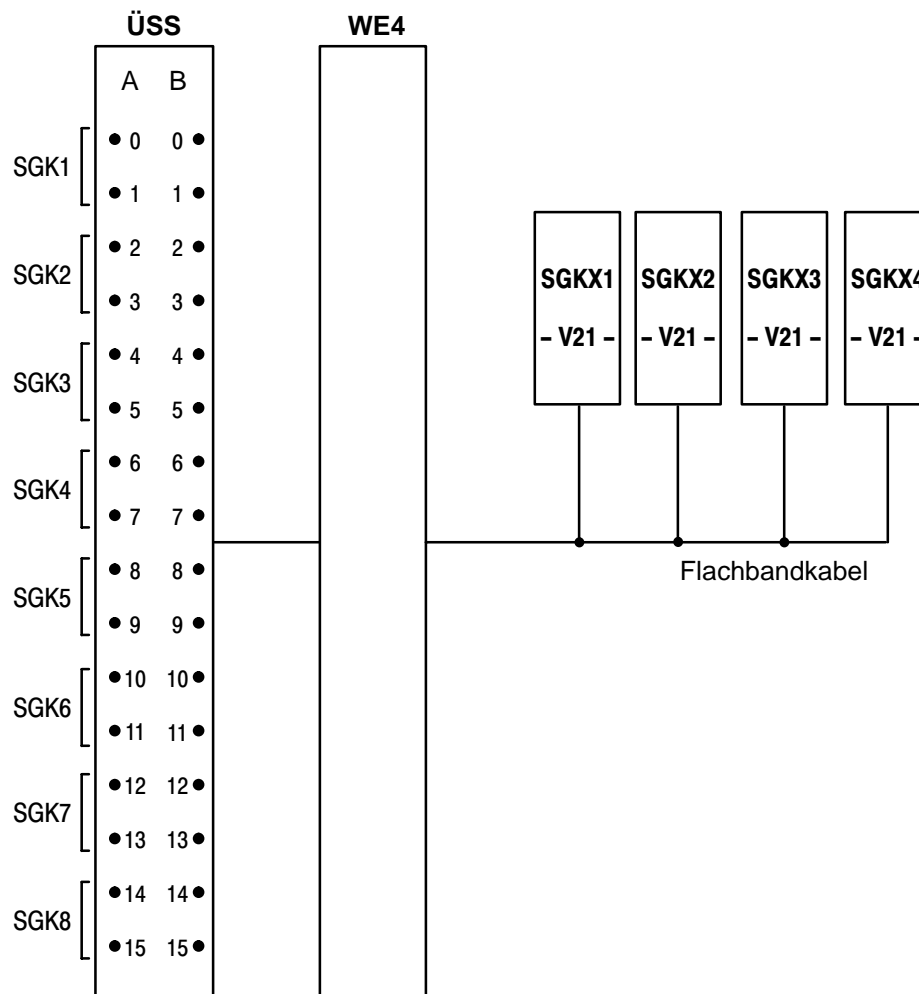 ÜSS
WE4
A B
SGK1
0 0
1 1
SGK2
2 2
3 3
SGK3
4 4
5 5
SGK4
6 6
7 7
SGK5
8 8
9 9
SGK6
10 10
11 11
SGK7
12 12
13 13
SGK8
14 14
15 15
SGKX1
– V21 –
SGKX2
– V21 –
SGKX3
– V21 –
SGKX4
– V21 –
Flachbandkabel